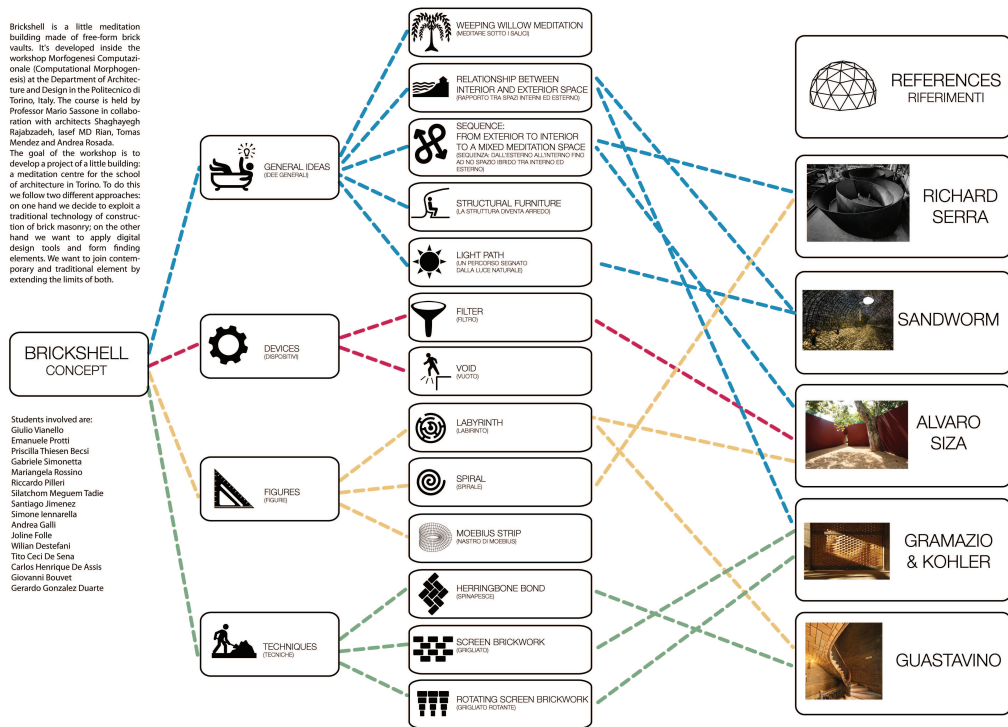 Brickshell is a little meditation
building made of free-form brick
vaults. It's developed inside the
workshop Morfogenesi Computazi-
onale (Computational Morphogen-
esis) at the Department of Architec-
ture and Design in the Politecnico di
Torino, Italy. The course is held by
Professor Mario Sassone in collabo-
ration with architects Shaghayegh
Rajabzadeh, Iasef MD Rian, Tomas
Mendez and Andrea Rosada.
The goal of the workshop is to
develop a project of a little building:
a meditation centre for the school
of architecture in Torino. To do this
we follow two different approaches:
on one hand we decide to exploit a
traditional technology of construc-
tion of brick masonry; on the other
hand we want to apply digital
design tools and form finding
elements. We want to join contem-
porary and traditional element by
extending the limits of both.
BRICKSHELL
CONCEPT
Students involved are:
Giulio Vianello
Emanuele Protti
Priscilla Thiesen Becsi
Gabriele Simonetta
Mariangela Rossino
Riccardo Pilleri
Silatchom Meguem Tadie
Santiago Jimenez
Simone Iennarella
Andrea Galli
Joline Folle
Wilian Destefani
Tito Ceci De Sena
Carlos Henrique De Assis
Giovanni Bouvet
Gerardo Gonzalez Duarte
GENERAL IDEAS
(IDEE GENERALI)
DEVICES
(DISPOSITIVI)
FIGURES
(FIGURE)
TECHNIQUES
(TECNICHE)
WEEPING WILLOW MEDITATION
(MEDITARE SOTTO I SALICI)
RELATIONSHIP BETWEEN
INTERIOR AND EXTERIOR SPACE
(RAPPORTO TRA SPAZI INTERNI ED ESTERNO)
SEQUENCE:
FROM EXTERIOR TO INTERIOR
TO A MIXED MEDITATION SPACE
(SEQUENZA: DALL'ESTERNO ALL'INTERNO FINO
AD NO SPAZIO IBRIDO TRA INTERNO ED
ESTERNO)
STRUCTURAL FURNITURE
(LA STRUTTURA DIVENTA ARREDO)
LIGHT PATH
(UN PERCORSO SEGNATO
DALLA LUCE NATURALE)
FILTER
(FILTRO)
VOID
(VUOTO)
LABYRINTH
(LABIRINTO)
SPIRAL
(SPIRALE)
MOEBIUS STRIP
(NASTRO DI MOEBIUS)
HERRINGBONE BOND
(SPINAPESCE)
SCREEN BRICKWORK
(GRIGLIATO)
ROTATING SCREEN BRICKWORK
(GRIGLIATO ROTANTE)
REFERENCES
RIFERIMENTI
RICHARD
SERRA
SANDWORM
ALVARO
SIZA
GRAMAZIO
& KOHLER
GUASTAVINO